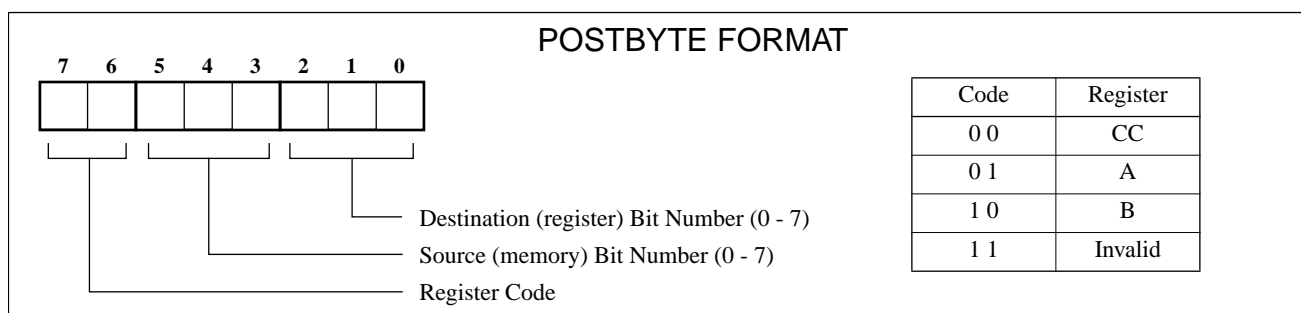 POSTBYTE FORMAT
7 6 5 4 3 2 1 0
Destination (register) Bit Number (0 - 7)
Source (memory) Bit Number (0 - 7)
Register Code
Code Register
0 0 CC
0 1 A
1 0 B
1 1 Invalid